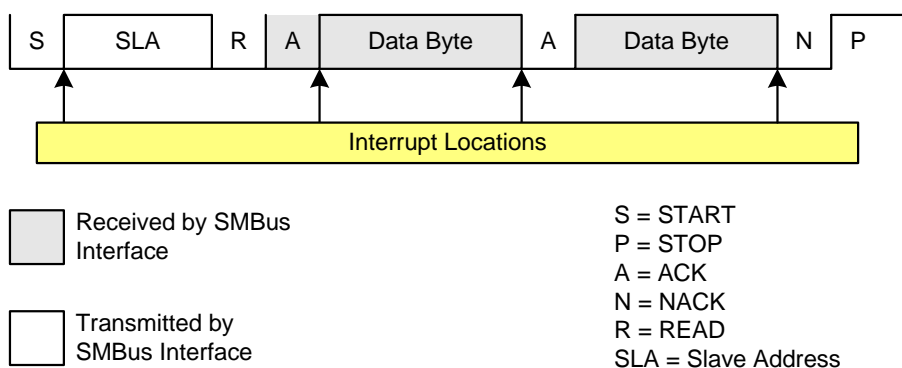 S SLA R A Data Byte A Data Byte N P
Interrupt Locations
Received by SMBus
Interface
Transmitted by
SMBus Interface
S = START
P = STOP
A = ACK
N = NACK
R = READ
SLA = Slave Address